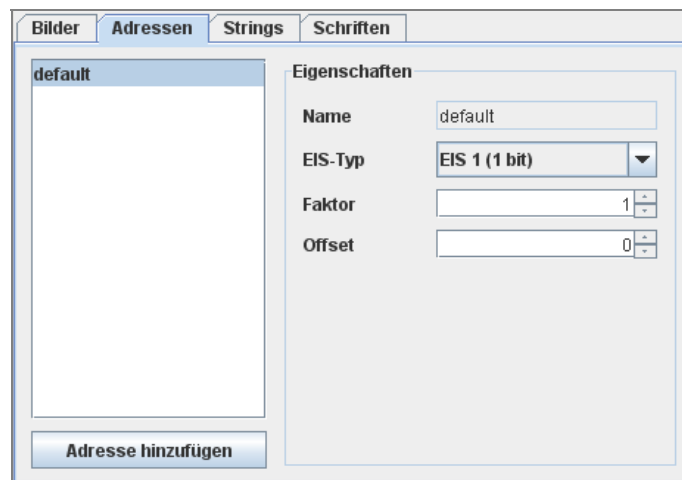 Bilder Adressen Strings Schriften
default
Eigenschaften
Name default
EIS-Typ EIS 1 (1 bit)
Faktor 1
Offset 0
Adresse hinzufügen